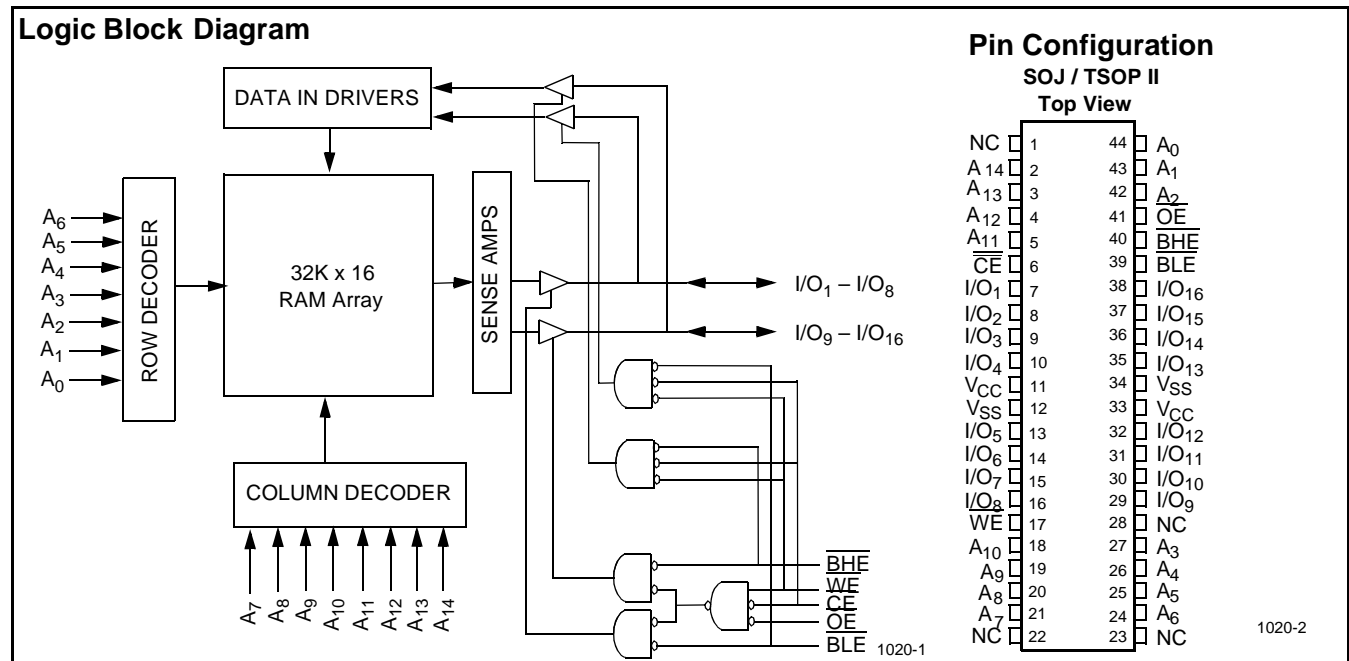 Logic Block Diagram
DATA IN DRIVERS
A6
A5
A4
A3
A2
A1
A0
ROW DECODER
32K x 16
RAM Array
SENSE AMPS
I/O1 – I/O8
I/O9 – I/O16
COLUMN DECODER
A7
A8
A9
A10
A11
A12
A13
A14
BHE
WE
CE
OE
BLE
1020-1
Pin Configuration
SOJ / TSOP II
Top View
NC 1 44 A0
A14 2 43 A1
A13 3 42 A2
A12 4 41 OE
A11 5 40 BHE
CE 6 39 BLE
I/O1 7 38 I/O16
I/O2 8 37 I/O15
I/O3 9 36 I/O14
I/O4 10 35 I/O13
VCC 11 34 VSS
VSS 12 33 VCC
I/O5 13 32 I/O12
I/O6 14 31 I/O11
I/O7 15 30 I/O10
I/O8 16 29 I/O9
WE 17 28 NC
A10 18 27 A3
A9 19 26 A4
A8 20 25 A5
A7 21 24 A6
NC 22 23 NC
1020-2